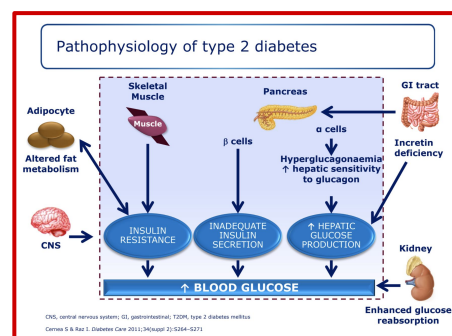 Pathophysiology of type 2 diabetes
Skeletal
Muscle
Pancreas
GI tract
Adipocyte
Muscle
α cells
β cells
Altered fat
metabolism
Hyperglucagonaemia
↑ hepatic sensitivity
to glucagon
Incretin
deficiency
CNS
INSULIN
RESISTANCE
INADEQUATE
INSULIN
SECRETION
↑ HEPATIC
GLUCOSE
PRODUCTION
Kidney
↑ BLOOD GLUCOSE
Enhanced glucose
reabsorption
CNS, central nervous system; GI, gastrointestinal; T2DM, type 2 diabetes mellitus
Cernea S & Raz I. Diabetes Care 2011;34(suppl 2):S264–S271